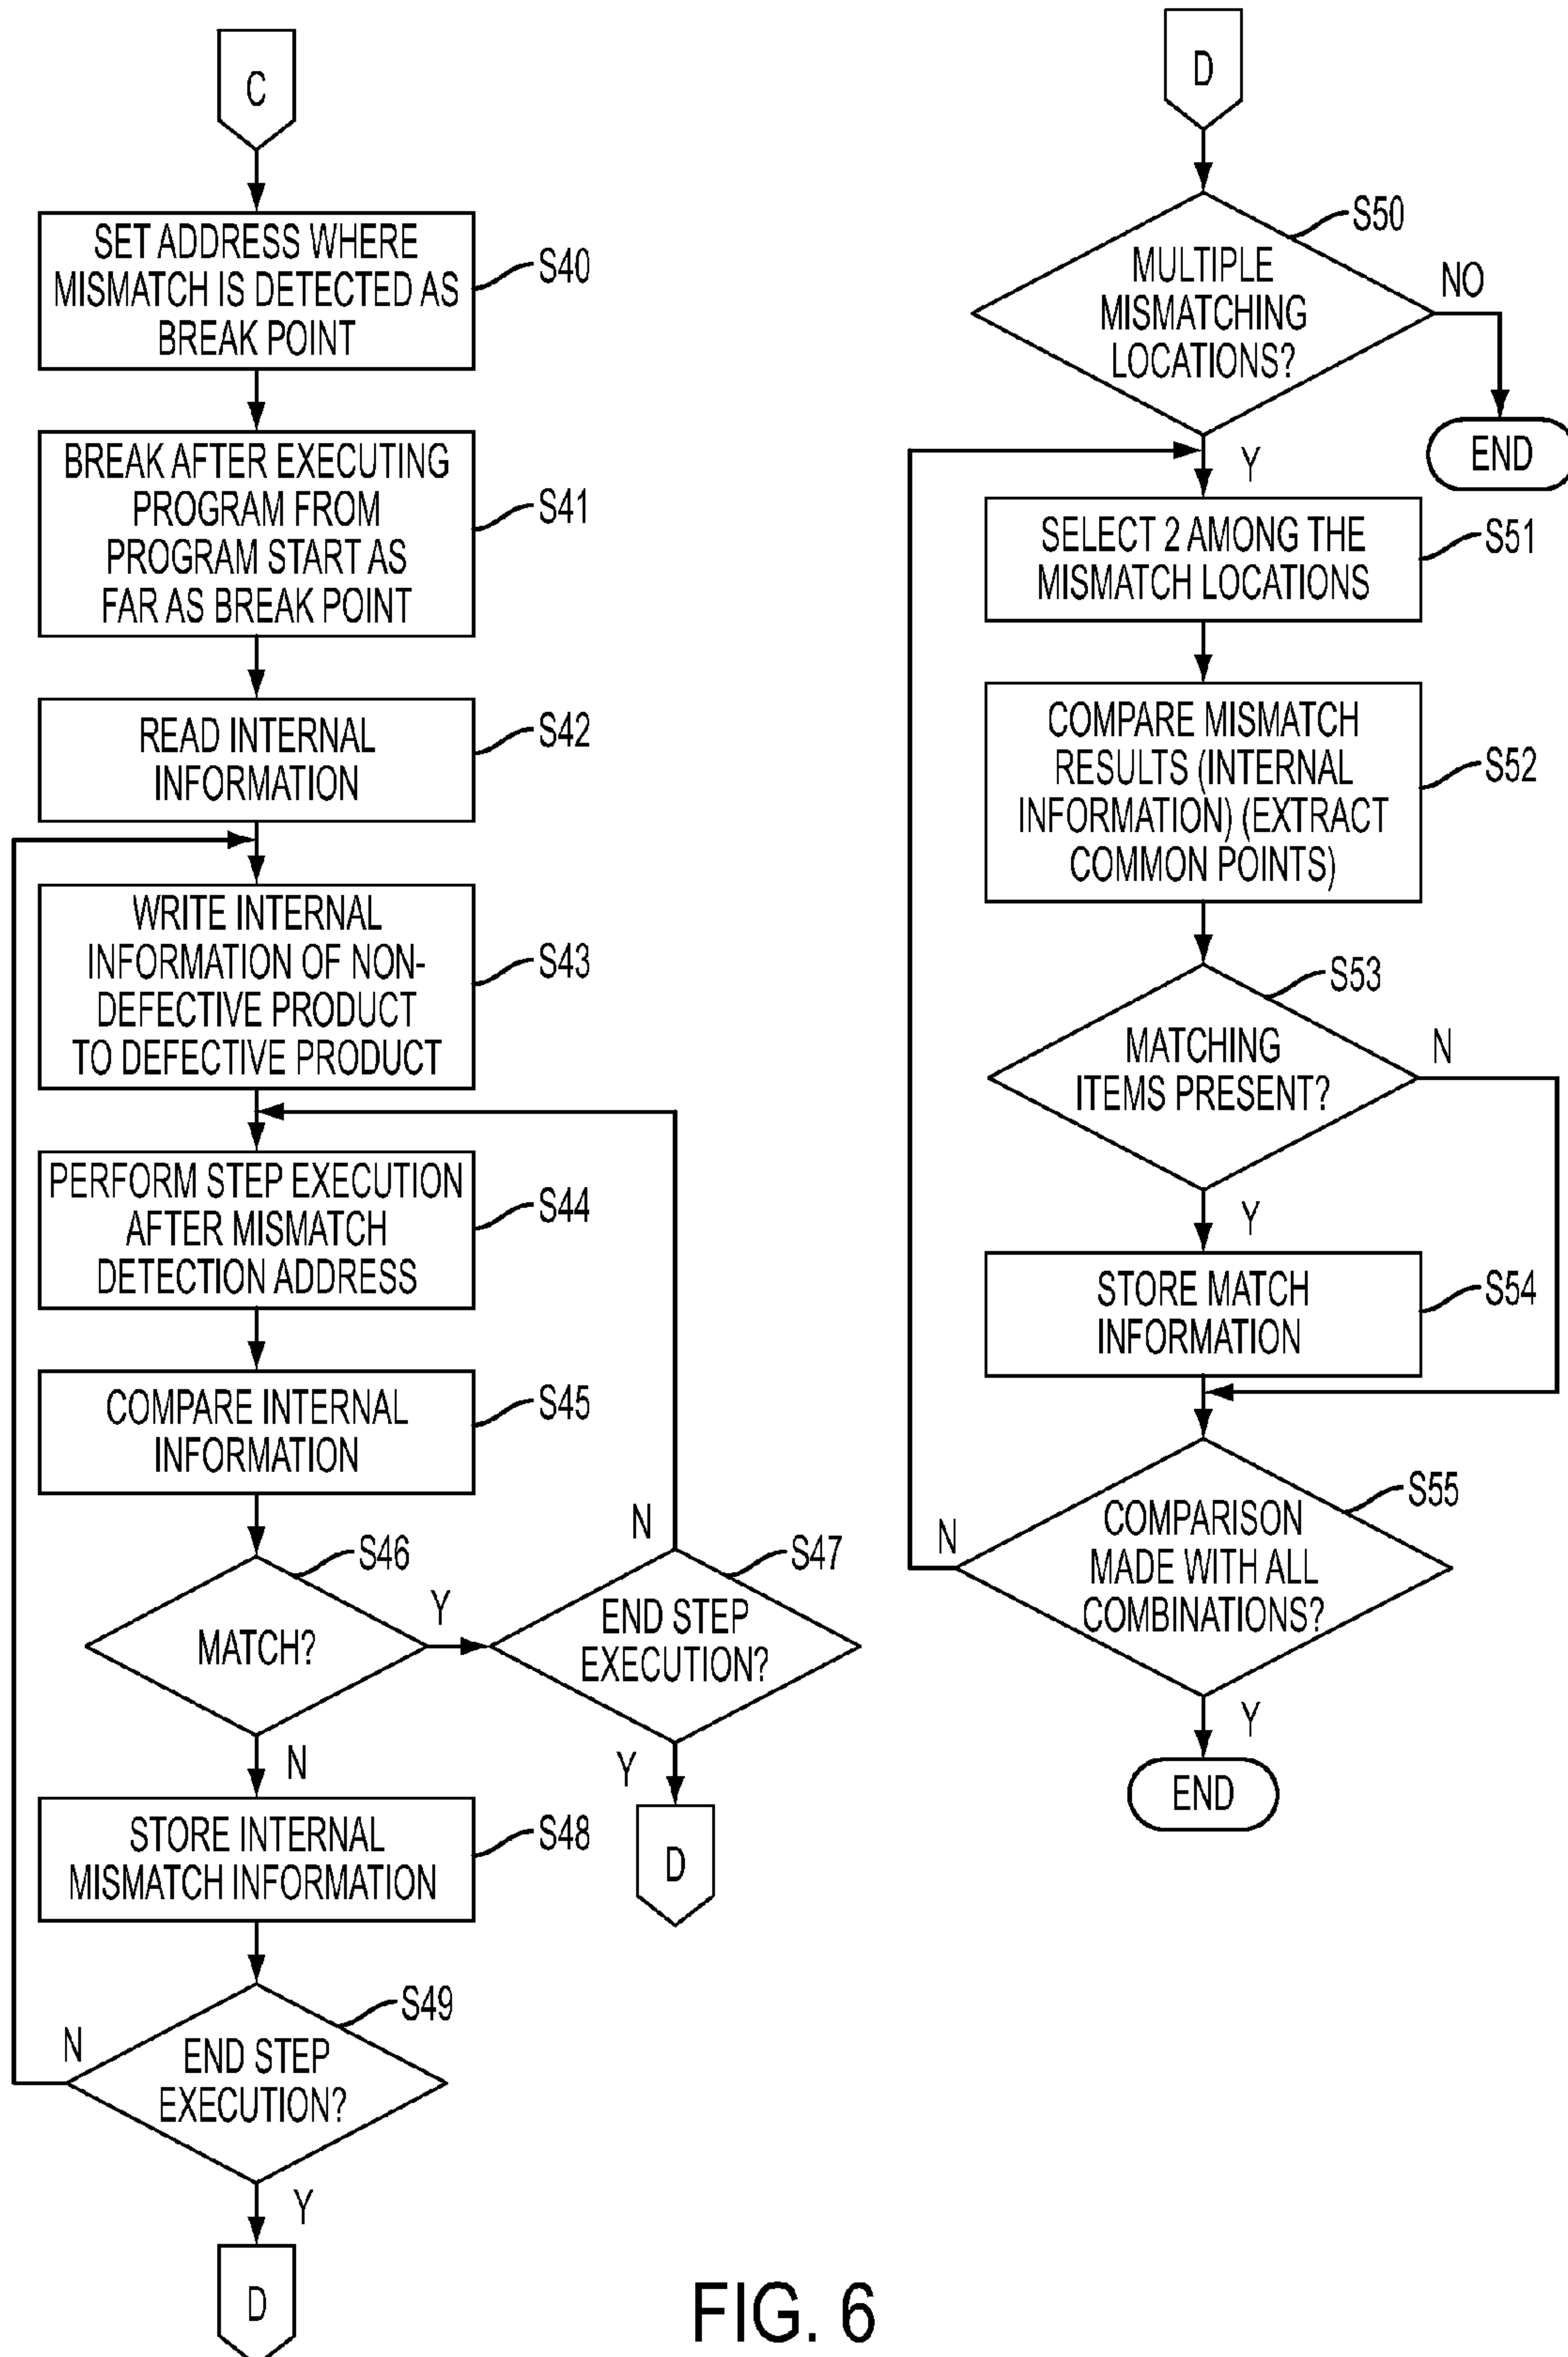 C
SET ADDRESS WHERE
MISMATCH IS DETECTED AS
BREAK POINT
S40
BREAK AFTER EXECUTING
PROGRAM FROM
PROGRAM START AS
FAR AS BREAK POINT
S41
READ INTERNAL
INFORMATION
S42
WRITE INTERNAL
INFORMATION OF NON-
DEFECTIVE PRODUCT
TO DEFECTIVE PRODUCT
S43
PERFORM STEP EXECUTION
AFTER MISMATCH
DETECTION ADDRESS
S44
COMPARE INTERNAL
INFORMATION
S45
MATCH?
S46
Y
N
END STEP
EXECUTION?
S47
N
Y
D
STORE INTERNAL
MISMATCH INFORMATION
S48
END STEP
EXECUTION?
S49
N
Y
D
D
MULTIPLE
MISMATCHING
LOCATIONS?
S50
NO
END
Y
SELECT 2 AMONG THE
MISMATCH LOCATIONS
S51
COMPARE MISMATCH
RESULTS (INTERNAL
INFORMATION) (EXTRACT
COMMON POINTS)
S52
MATCHING
ITEMS PRESENT?
S53
N
Y
STORE MATCH
INFORMATION
S54
COMPARISON
MADE WITH ALL
COMBINATIONS?
S55
N
Y
END
FIG. 6